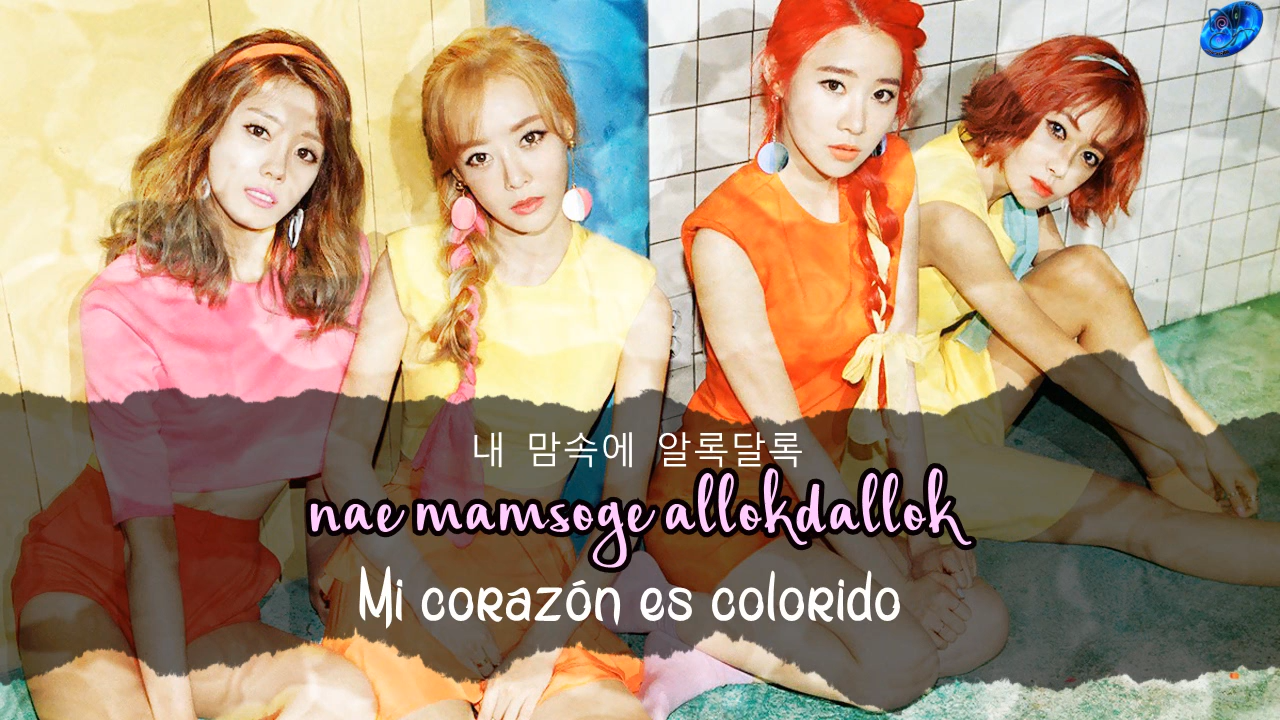 내 맘속에 알록달록
nae mamsoge allokdallok
Mi corazón es colorido